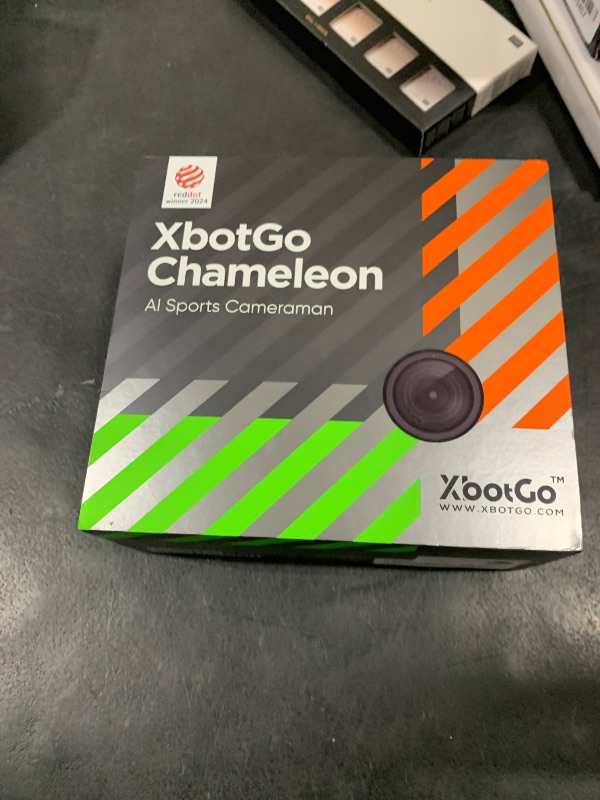 reddot
winner 2024
XbotGo
Chameleon
AI Sports Cameraman
XbotGo™
WWW.XBOTGO.COM